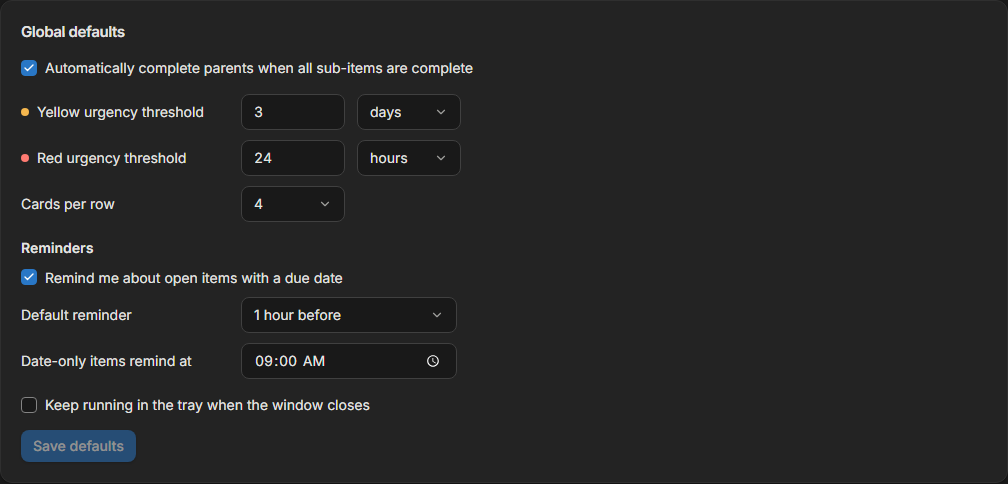 Global defaults
Automatically complete parents when all sub-items are complete
Yellow urgency threshold 3 days
Red urgency threshold 24 hours
Cards per row 4
Reminders
Remind me about open items with a due date
Default reminder 1 hour before
Date-only items remind at 09:00 AM
Keep running in the tray when the window closes
Save defaults